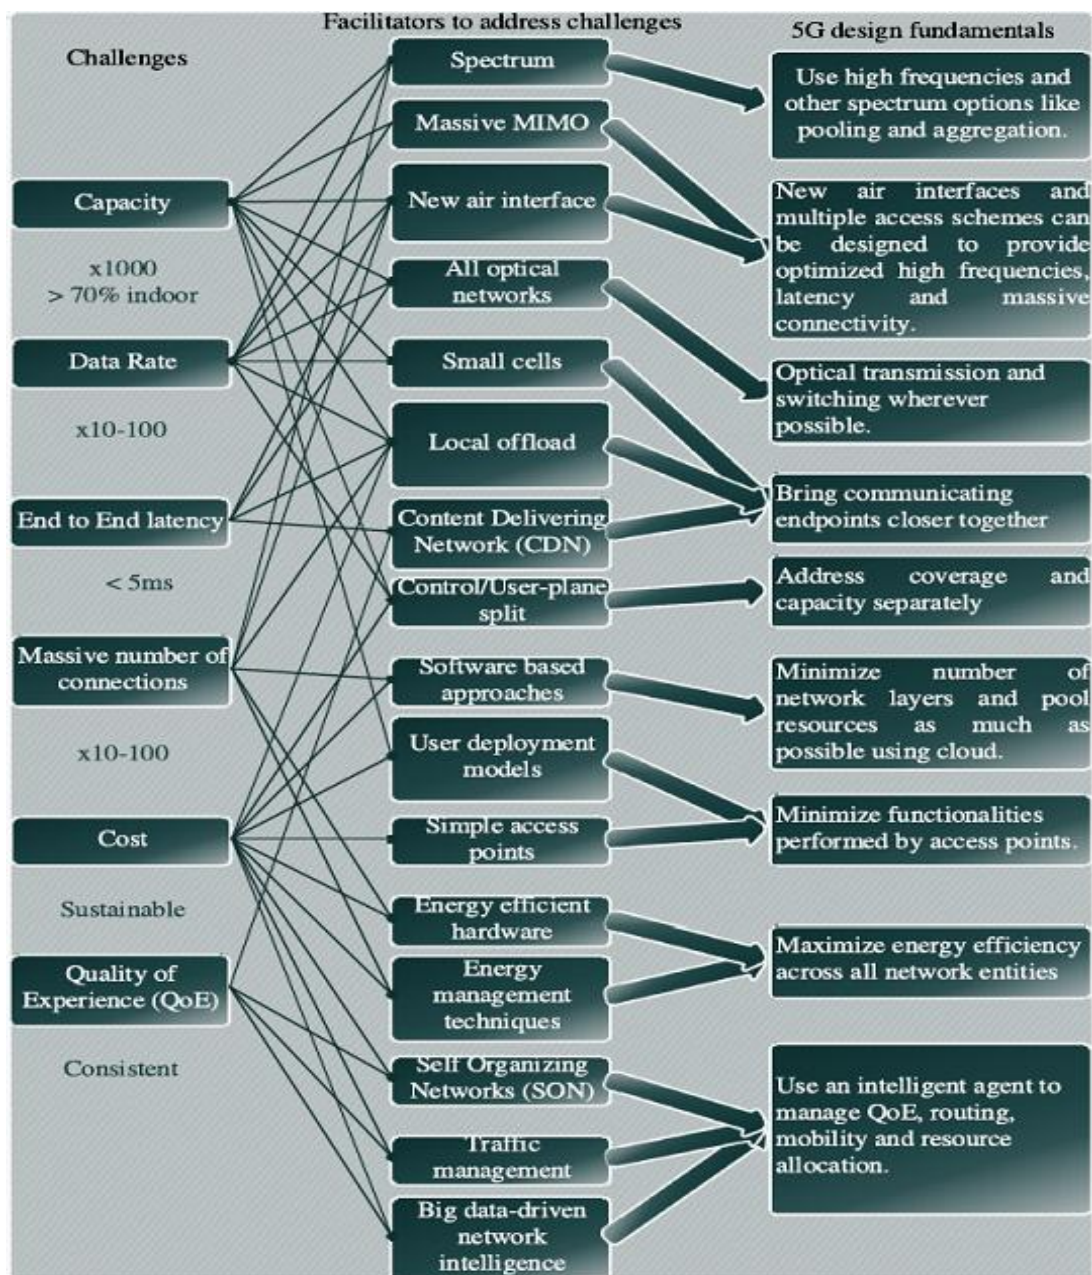 Facilitators to address challenges
Challenges
5G design fundamentals
Capacity
x1000
> 70% indoor
Data Rate
x10-100
End to End latency
< 5ms
Massive number of
connections
x10-100
Cost
Sustainable
Quality of
Experience (QoE)
Consistent
Spectrum
Massive MIMO
New air interface
All optical
networks
Small cells
Local offload
Content Delivering
Network (CDN)
Control/User-plane
split
Software based
approaches
User deployment
models
Simple access
points
Energy efficient
hardware
Energy
management
techniques
Self Organizing
Networks (SON)
Traffic
management
Big data-driven
network
intelligence
Use high frequencies and
other spectrum options like
pooling and aggregation.
New air interfaces and
multiple access schemes can
be designed to provide
optimized high frequencies,
latency and massive
connectivity.
Optical transmission and
switching wherever
possible.
Bring communicating
endpoints closer together
Address coverage and
capacity separately
Minimize number of
network layers and pool
resources as much as
possible using cloud.
Minimize functionalities
performed by access points.
Maximize energy efficiency
across all network entities
Use an intelligent agent to
manage QoE, routing,
mobility and resource
allocation.